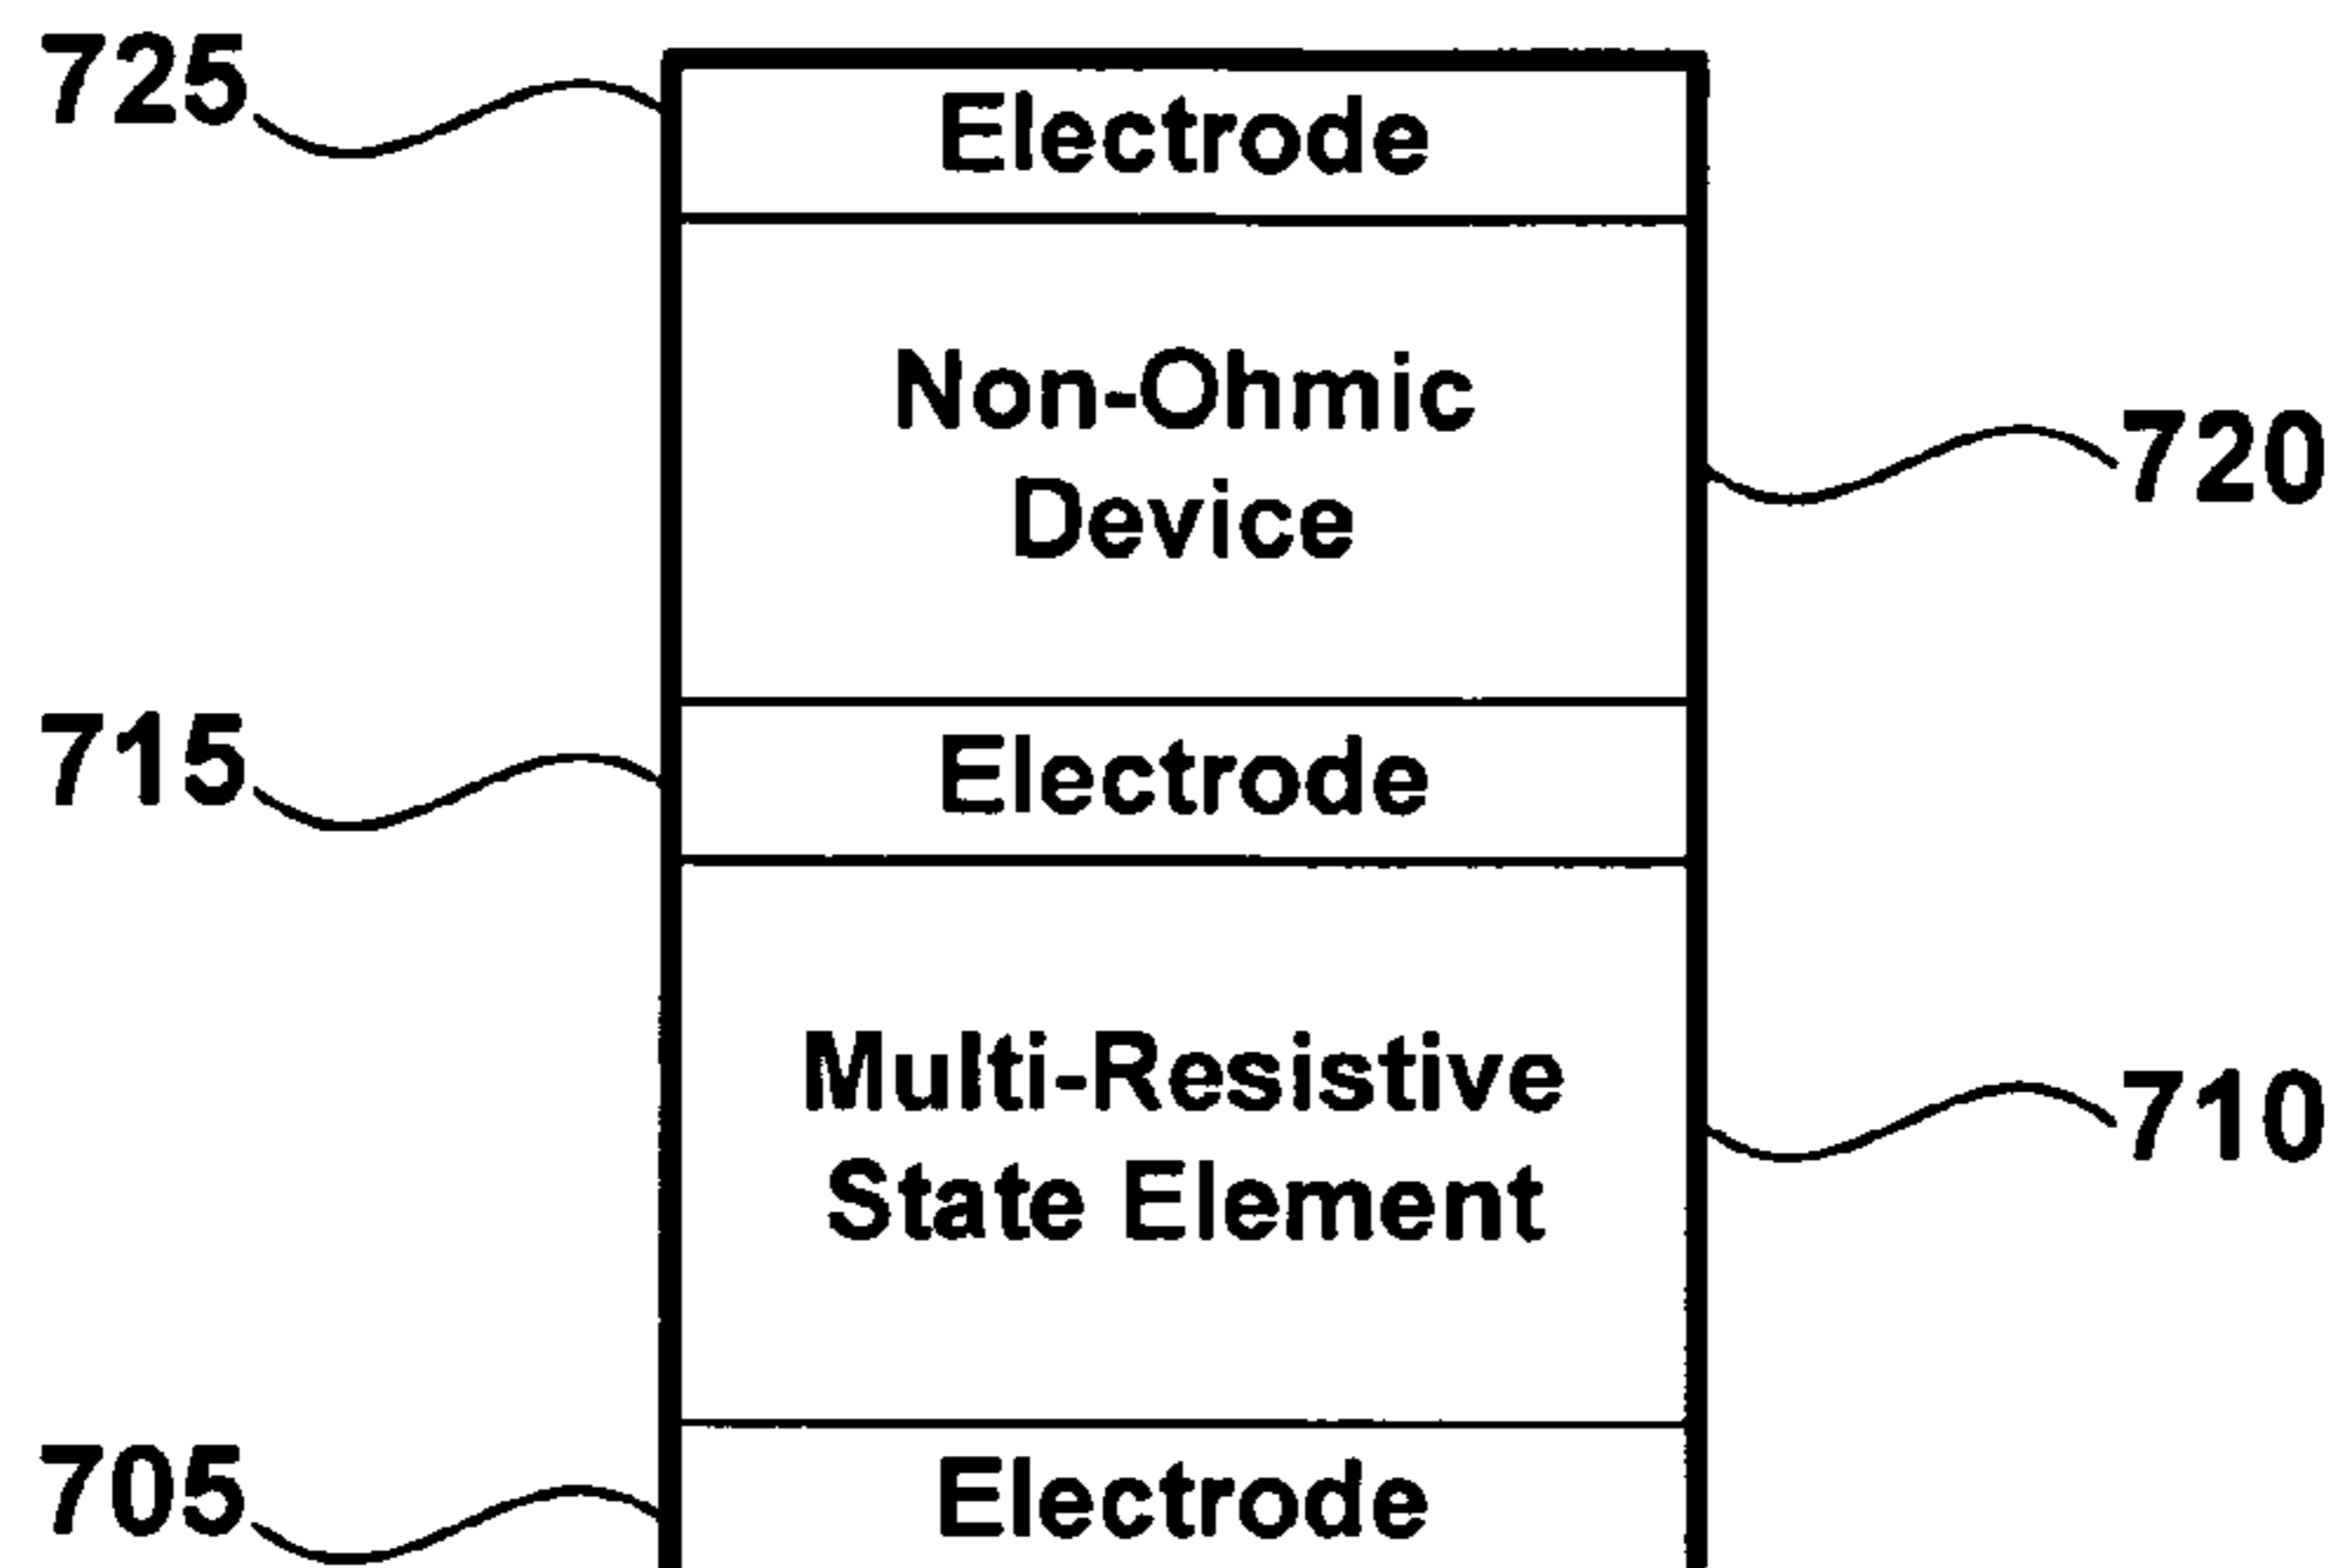 725
Electrode
Non-Ohmic
720
Device
715
Electrode
Multi-Resistive
710
State Element
705
Electrode